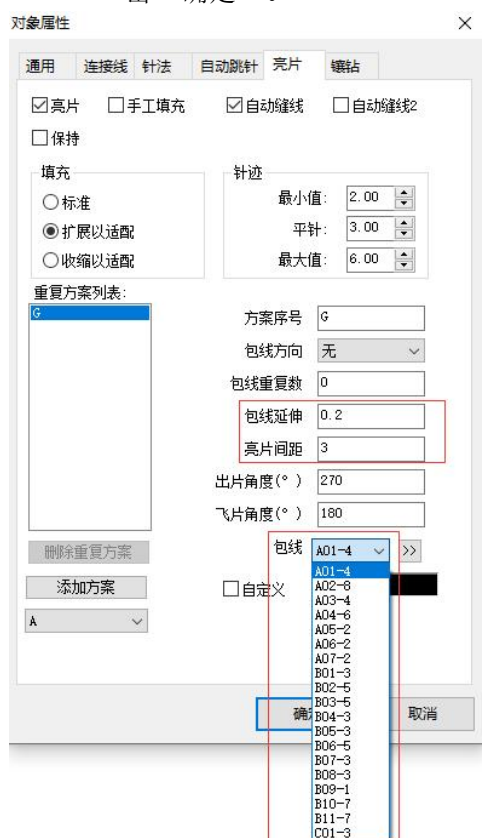 对象属性
通用 连接线 针法 自动跳针 亮片 镶钻
亮片 手工填充 自动缝线 自动缝线2
保持
填充
标准
扩展以适配
收缩以适配
针迹
最小值: 2.00
平针: 3.00
最大值: 6.00
重复方案列表:
G
方案序号 G
包线方向 无
包线重复数 0
包线延伸 0.2
亮片间距 3
出片角度(°) 270
飞片角度(°) 180
包线 A01-4 >>
删除重复方案
添加方案
A
自定义
A01-4
A02-8
A03-4
A04-6
A05-2
A06-2
A07-2
B01-3
B02-5
B03-5
B04-3
B05-3
B06-5
B07-3
B08-3
B09-1
B10-7
B11-7
C01-3
取消